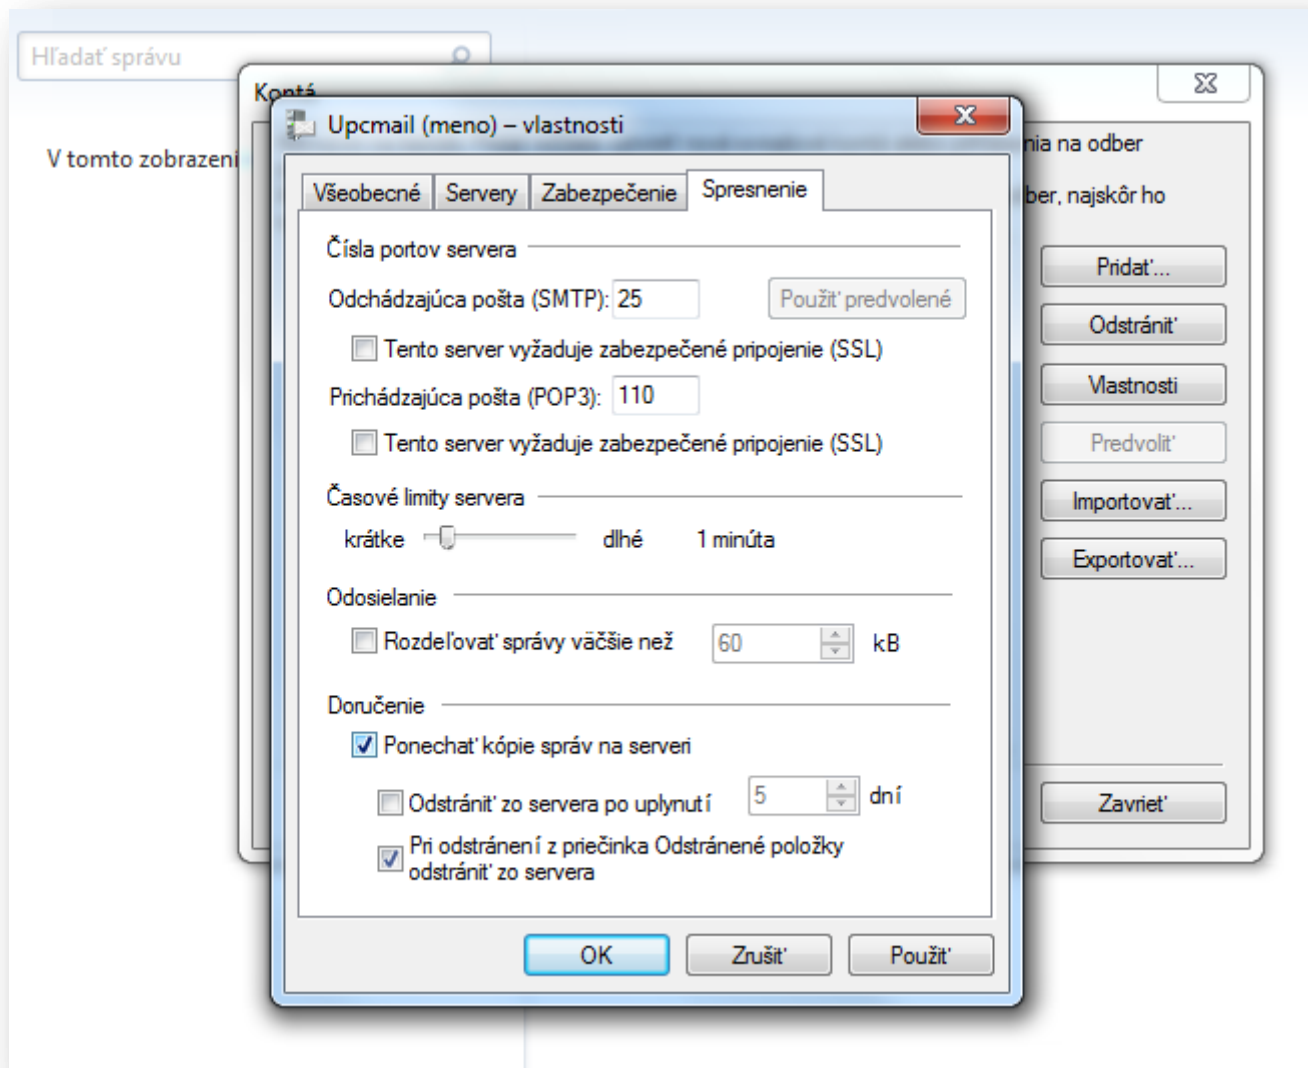 Hľadať správu
Kontá
V tomto zobrazení
nia na odber
ber, najskôr ho
Pridať...
Odstrániť
Vlastnosti
Predvoliť
Importovať...
Exportovať...
Zavrieť
Upcmail (meno) – vlastnosti
Všeobecné Servery Zabezpečenie Spresnenie
Čísla portov servera
Odchádzajúca pošta (SMTP): 25 Použiť predvolené
Tento server vyžaduje zabezpečené pripojenie (SSL)
Prichádzajúca pošta (POP3): 110
Tento server vyžaduje zabezpečené pripojenie (SSL)
Časové limity servera
krátke dlhé 1 minúta
Odosielanie
Rozdeľovať správy väčšie než 60 kB
Doručenie
Ponechať kópie správ na serveri
Odstrániť zo servera po uplynutí 5 dní
Pri odstránení z priečinka Odstránené položky
odstrániť zo servera
OK Zrušiť Použiť